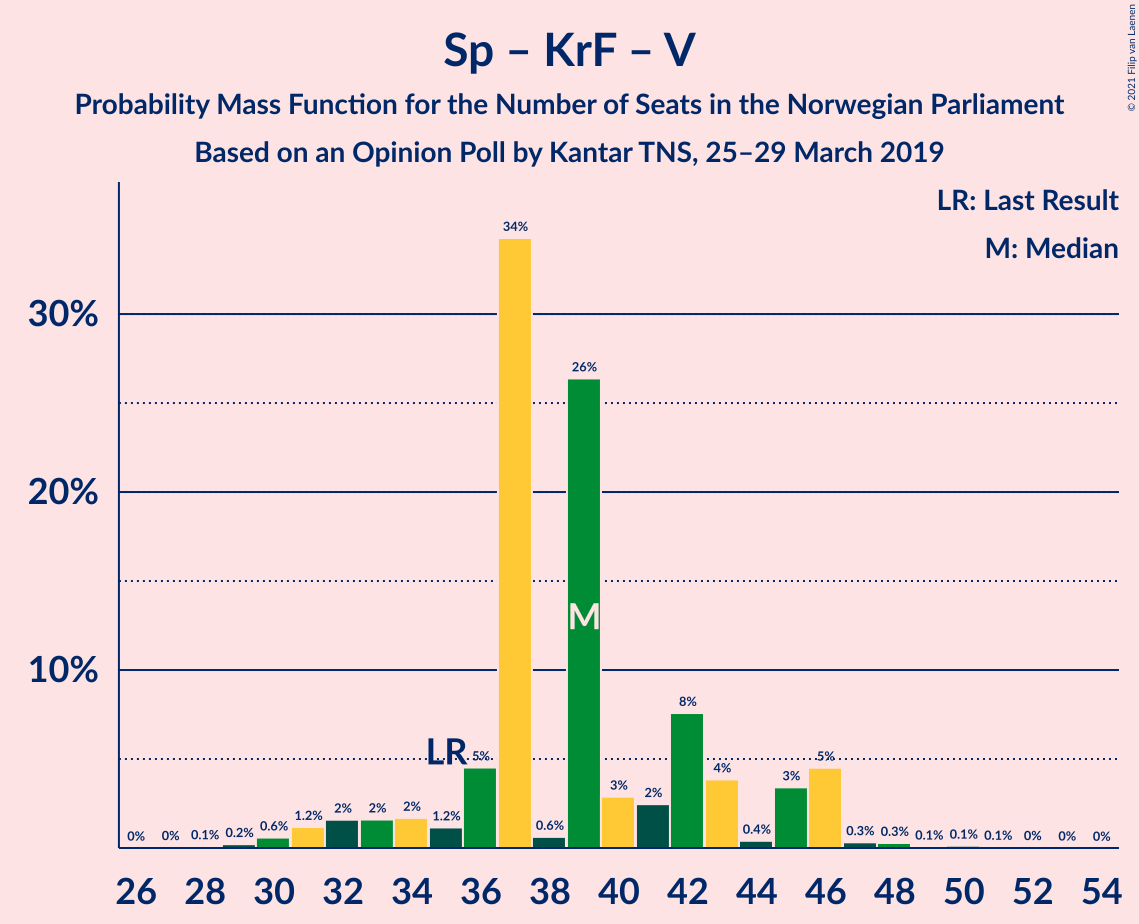 © 2021 Filip van Laenen
Sp – KrF – V
Probability Mass Function for the Number of Seats in the Norwegian Parliament
Based on an Opinion Poll by Kantar TNS, 25–29 March 2019
LR: Last Result
M: Median
30%
20%
10%
0% 0% 0.1% 0.2% 0.6% 1.2% 2% 2% 2% 1.2% 5% 34% 0.6% 26% 3% 2% 8% 4% 0.4% 3% 5% 0.3% 0.3% 0.1% 0.1% 0.1% 0% 0% 0%
LR
M
26 28 30 32 34 36 38 40 42 44 46 48 50 52 54